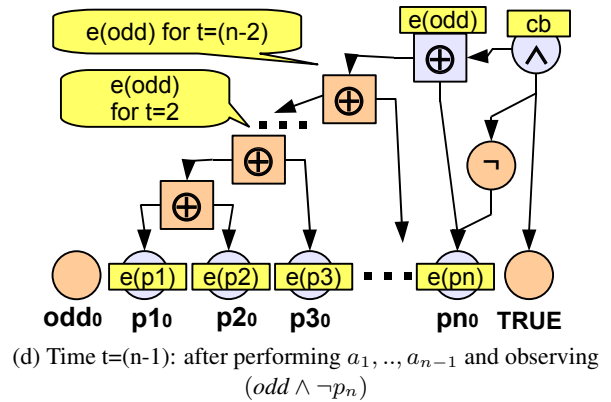 e(odd) for t=(n-2)
e(odd)
cb
⊕
∧
e(odd)
for t=2
⊕
⊕
¬
⊕
e(p1) e(p2) e(p3) e(pn)
odd₀ p1₀ p2₀ p3₀ pn₀ TRUE
(d) Time t=(n-1): after performing a₁, .., aₙ₋₁ and observing
(odd ∧ ¬pₙ)